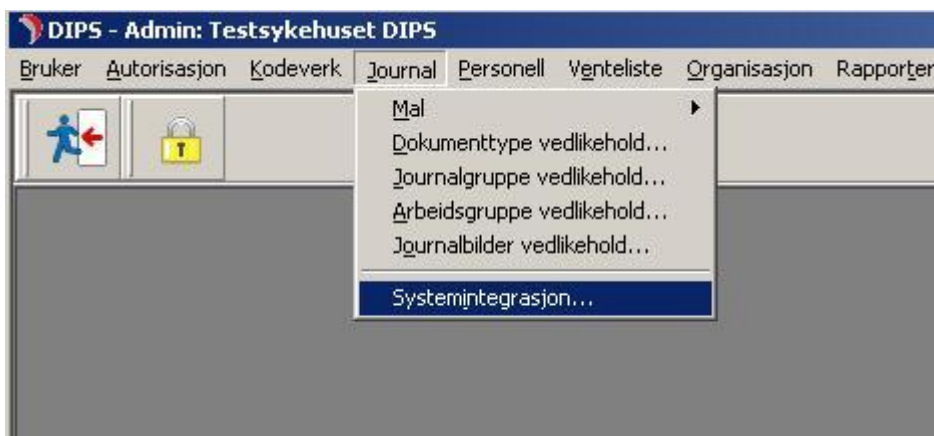 DIPS - Admin: Testsykehuset DIPS
Bruker Autorisasjon Kodeverk Journal Personell Venteliste Organisasjon Rapporter
Mal
Dokumenttype vedlikehold...
Journalgruppe vedlikehold...
Arbeidsgruppe vedlikehold...
Journalbilder vedlikehold...
Systemintegrasjon...